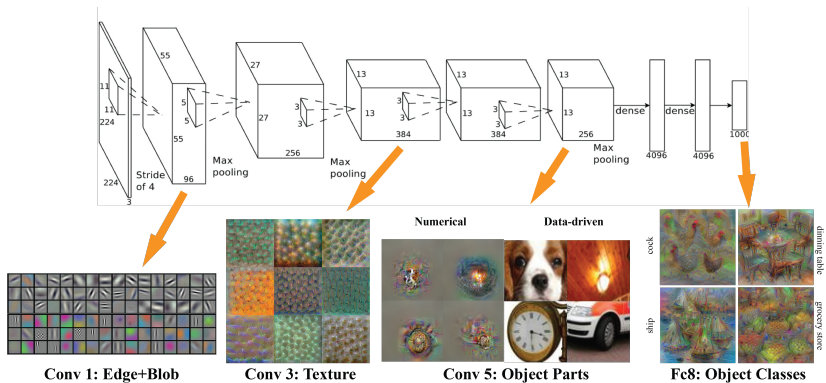 55
27
13
13
13
11
11
5
5
3
3
3
3
3
3
224
55
27
13
13
13
dense
dense
224
3
Stride
of 4
96
Max
pooling
256
Max
pooling
384
384
256
Max
pooling
4096
4096
1000
Numerical
Data-driven
cock
dinning table
ship
grocery store
Conv 1: Edge+Blob
Conv 3: Texture
Conv 5: Object Parts
Fc8: Object Classes